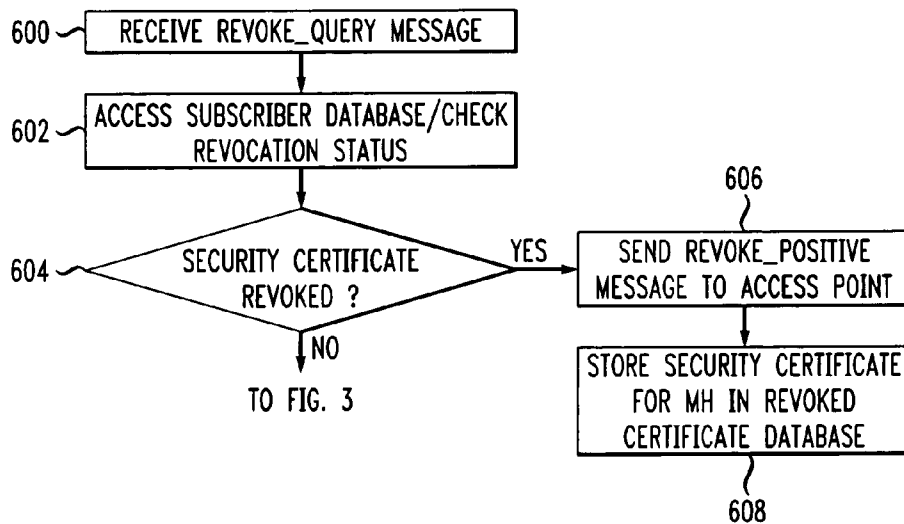 600
RECEIVE REVOKE_QUERY MESSAGE
602
ACCESS SUBSCRIBER DATABASE/CHECK
REVOCATION STATUS
604
SECURITY CERTIFICATE
REVOKED ?
YES
NO
TO FIG. 3
606
SEND REVOKE_POSITIVE
MESSAGE TO ACCESS POINT
STORE SECURITY CERTIFICATE
FOR MH IN REVOKED
CERTIFICATE DATABASE
608